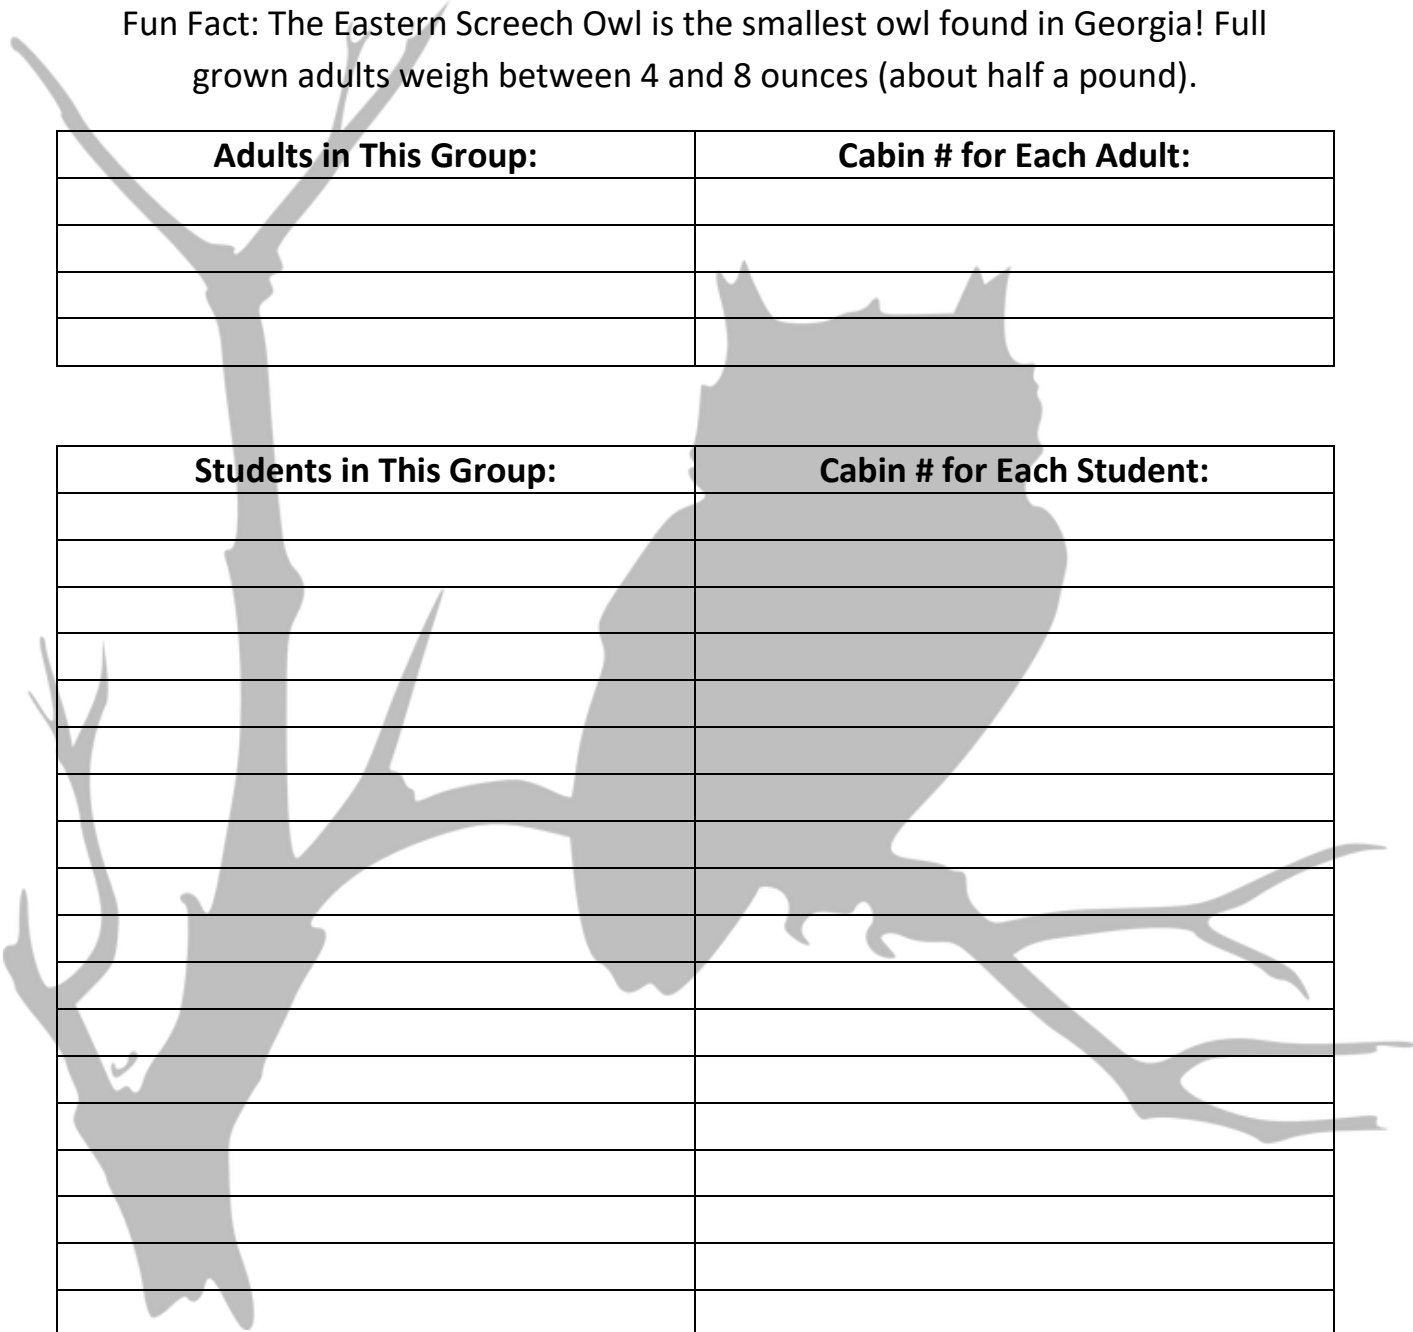 Fun Fact: The Eastern Screech Owl is the smallest owl found in Georgia! Full
grown adults weigh between 4 and 8 ounces (about half a pound).
Adults in This Group: Cabin # for Each Adult:
Students in This Group: Cabin # for Each Student: